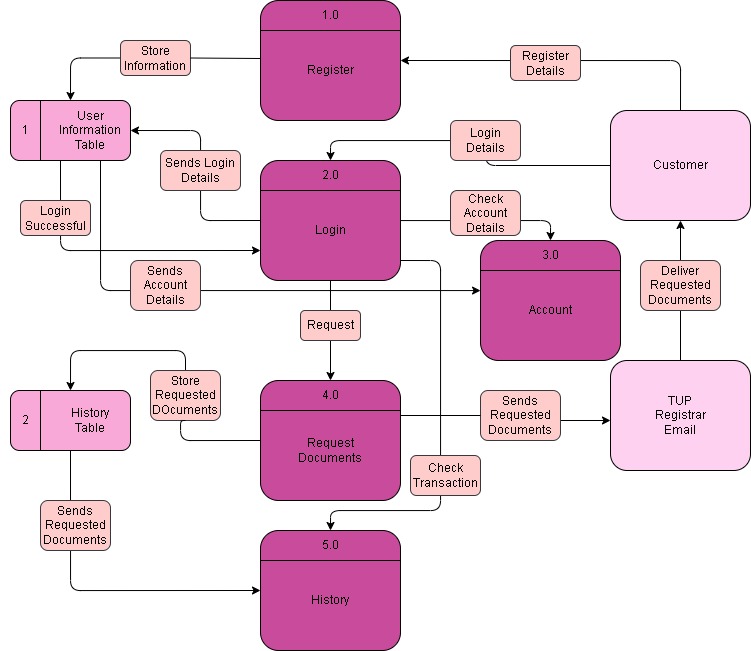 1.0
Register
Store
Information
Register
Details
1
User
Information
Table
Login
Details
Customer
Sends Login
Details
2.0
Login
Check
Account
Details
Login
Successful
3.0
Account
Sends
Account
Details
Deliver
Requested
Documents
Request
Store
Requested
DOcuments
4.0
Request
Documents
Sends
Requested
Documents
TUP
Registrar
Email
2
History
Table
Check
Transaction
Sends
Requested
Documents
5.0
History